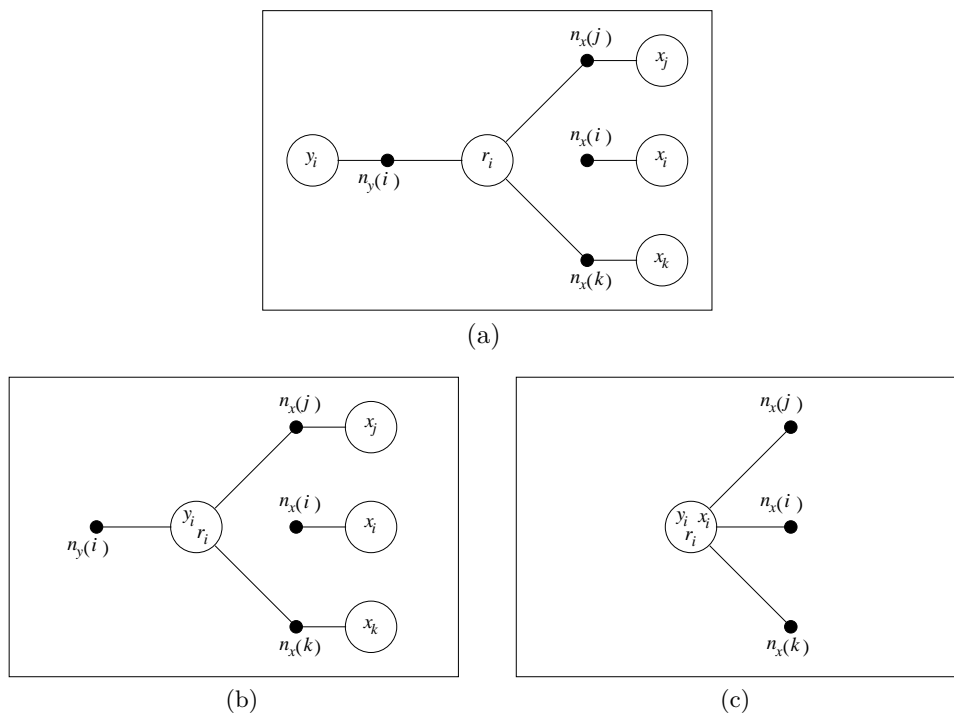 n_x(j)
x_j
n_x(i)
y_i
r_i
x_i
n_y(i)
x_k
n_x(k)
(a)
n_x(j)
x_j
n_x(i)
y_i
r_i
x_i
n_y(i)
x_k
n_x(k)
(b)
n_x(j)
n_x(i)
y_i x_i
r_i
n_x(k)
(c)